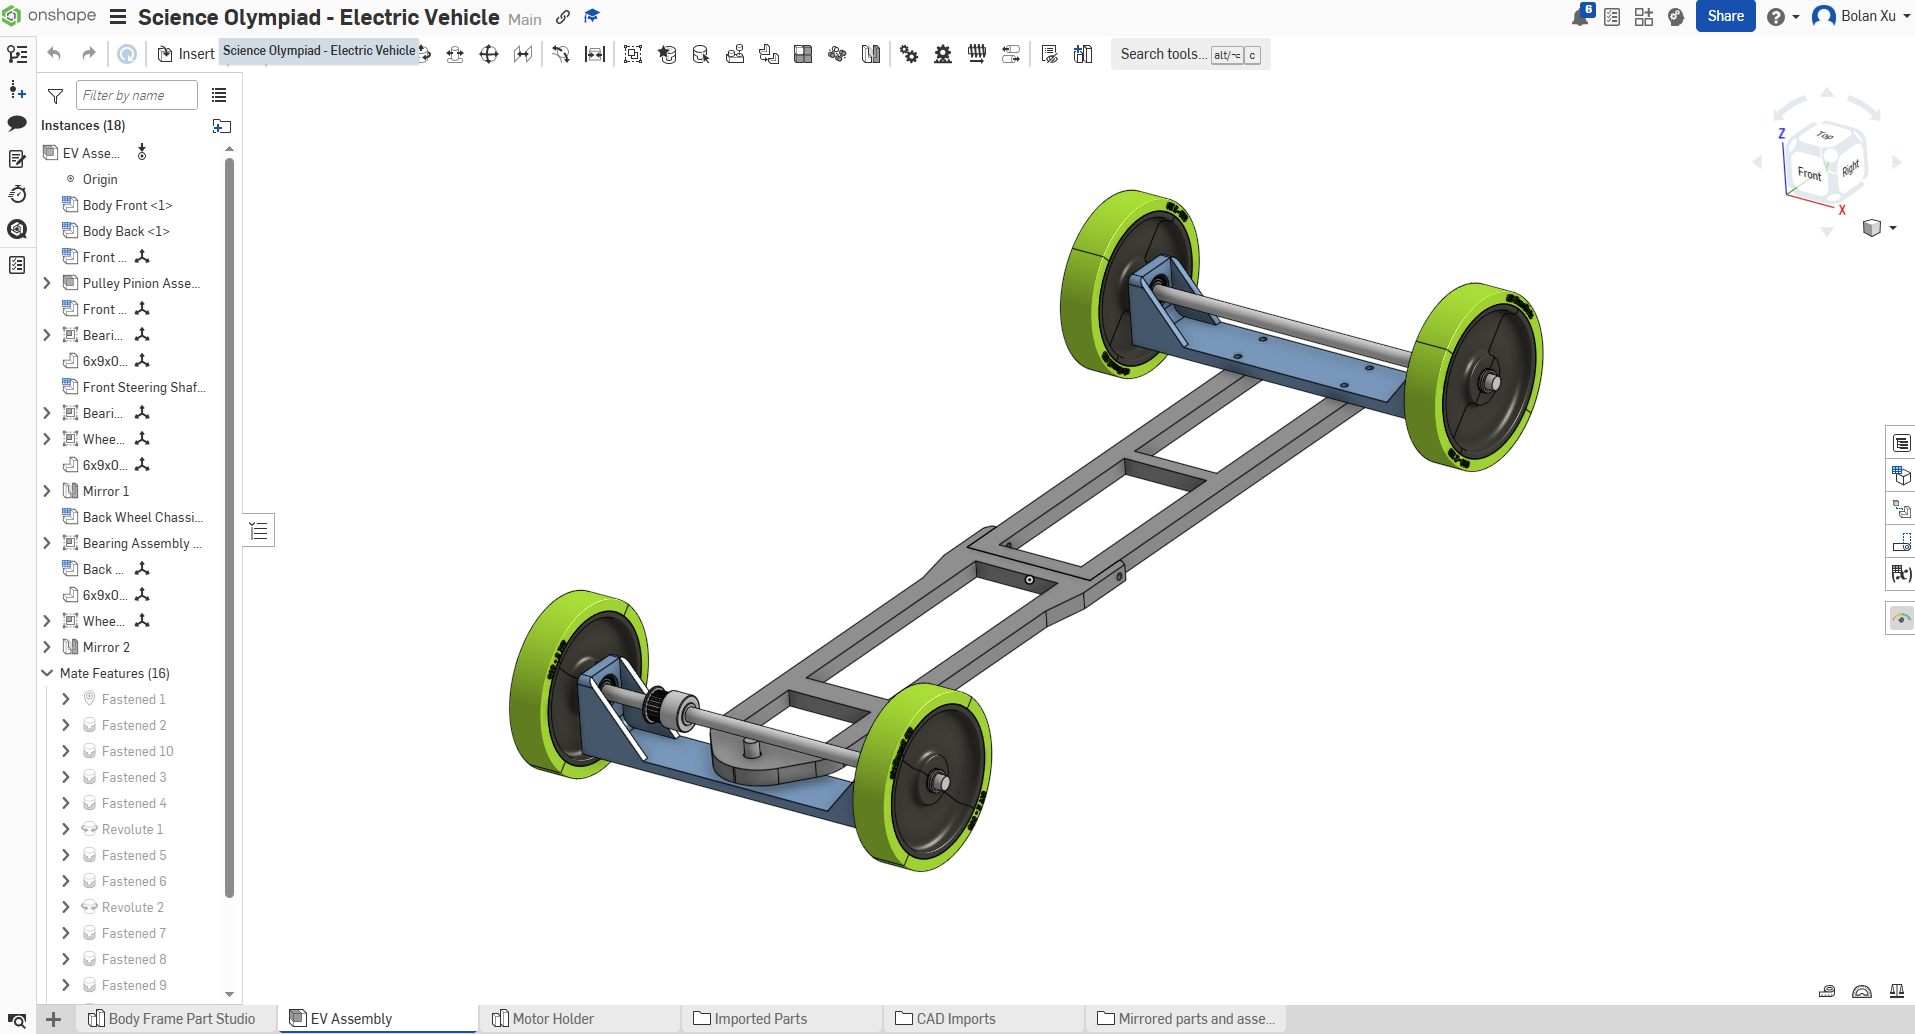 onshape
Science Olympiad - Electric Vehicle Main
6
Share
Bolan Xu
Insert
Science Olympiad - Electric Vehicle
Search tools... alt/⌥ c
Filter by name
Instances (18)
EV Asse...
Origin
Body Front <1>
Body Back <1>
Front ...
Pulley Pinion Asse...
Front ...
Beari...
6x9x0...
Front Steering Shaf...
Beari...
Whee...
6x9x0...
Mirror 1
Back Wheel Chassi...
Bearing Assembly ...
Back ...
6x9x0...
Whee...
Mirror 2
Mate Features (16)
Fastened 1
Fastened 2
Fastened 10
Fastened 3
Fastened 4
Revolute 1
Fastened 5
Fastened 6
Revolute 2
Fastened 7
Fastened 8
Fastened 9
Z
Top
Front
Right
X
(x)
Body Frame Part Studio
EV Assembly
Motor Holder
Imported Parts
CAD Imports
Mirrored parts and asse...